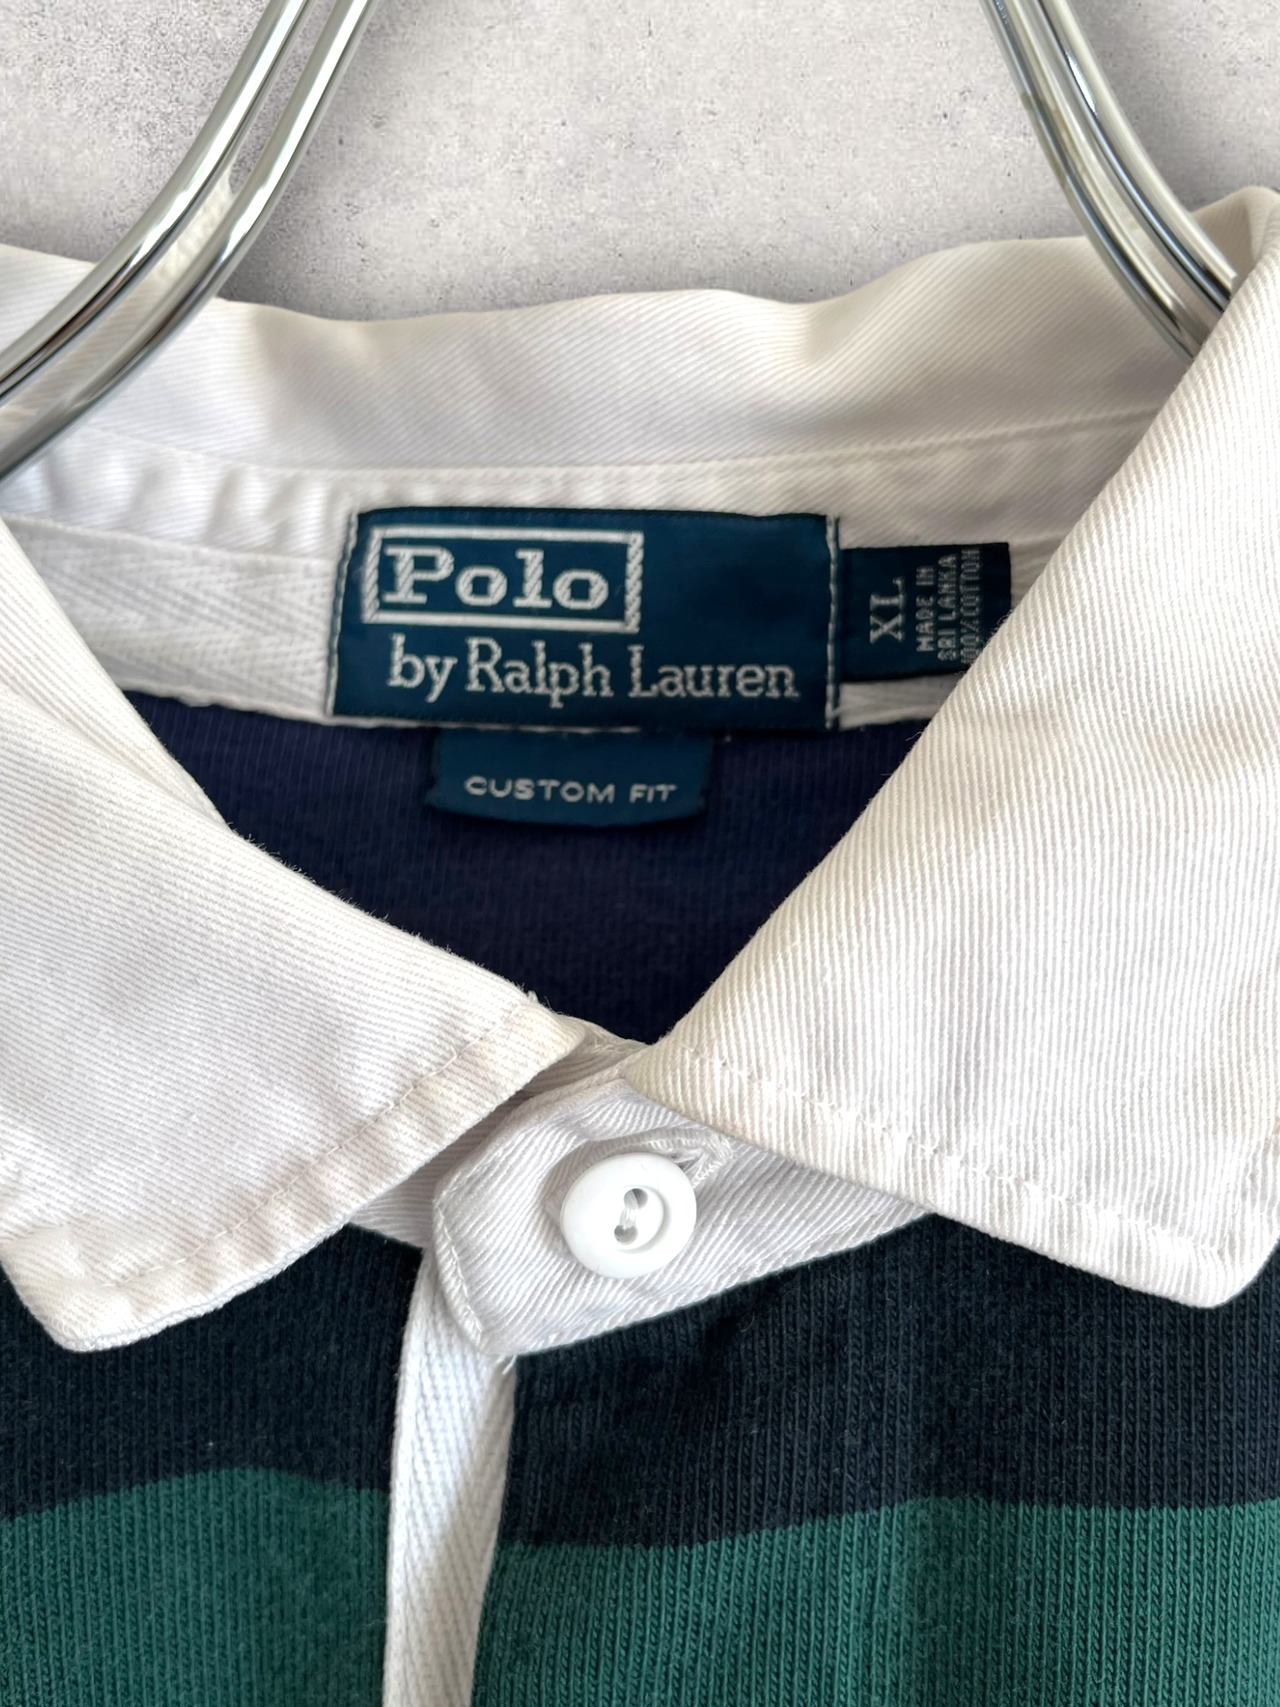 Polo
by Ralph Lauren
XL
MADE IN
SRI LANKA
100% COTTON
CUSTOM FIT